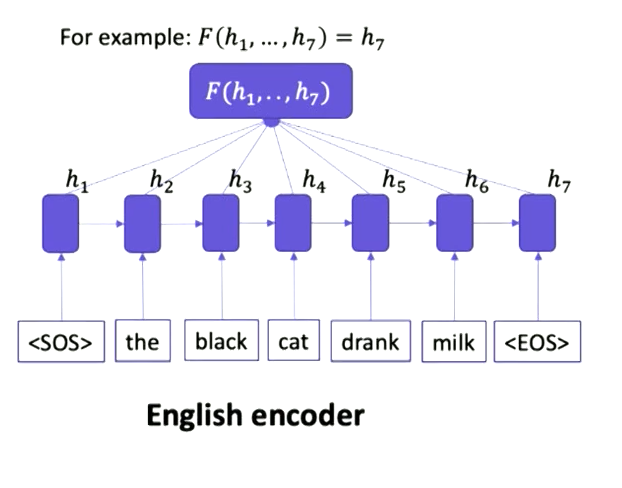 For example: F(h₁, ..., h₇) = h₇
F(h₁, . . , h₇)
h₁ h₂ h₃ h₄ h₅ h₆ h₇
<SOS> the black cat drank milk <EOS>
English encoder